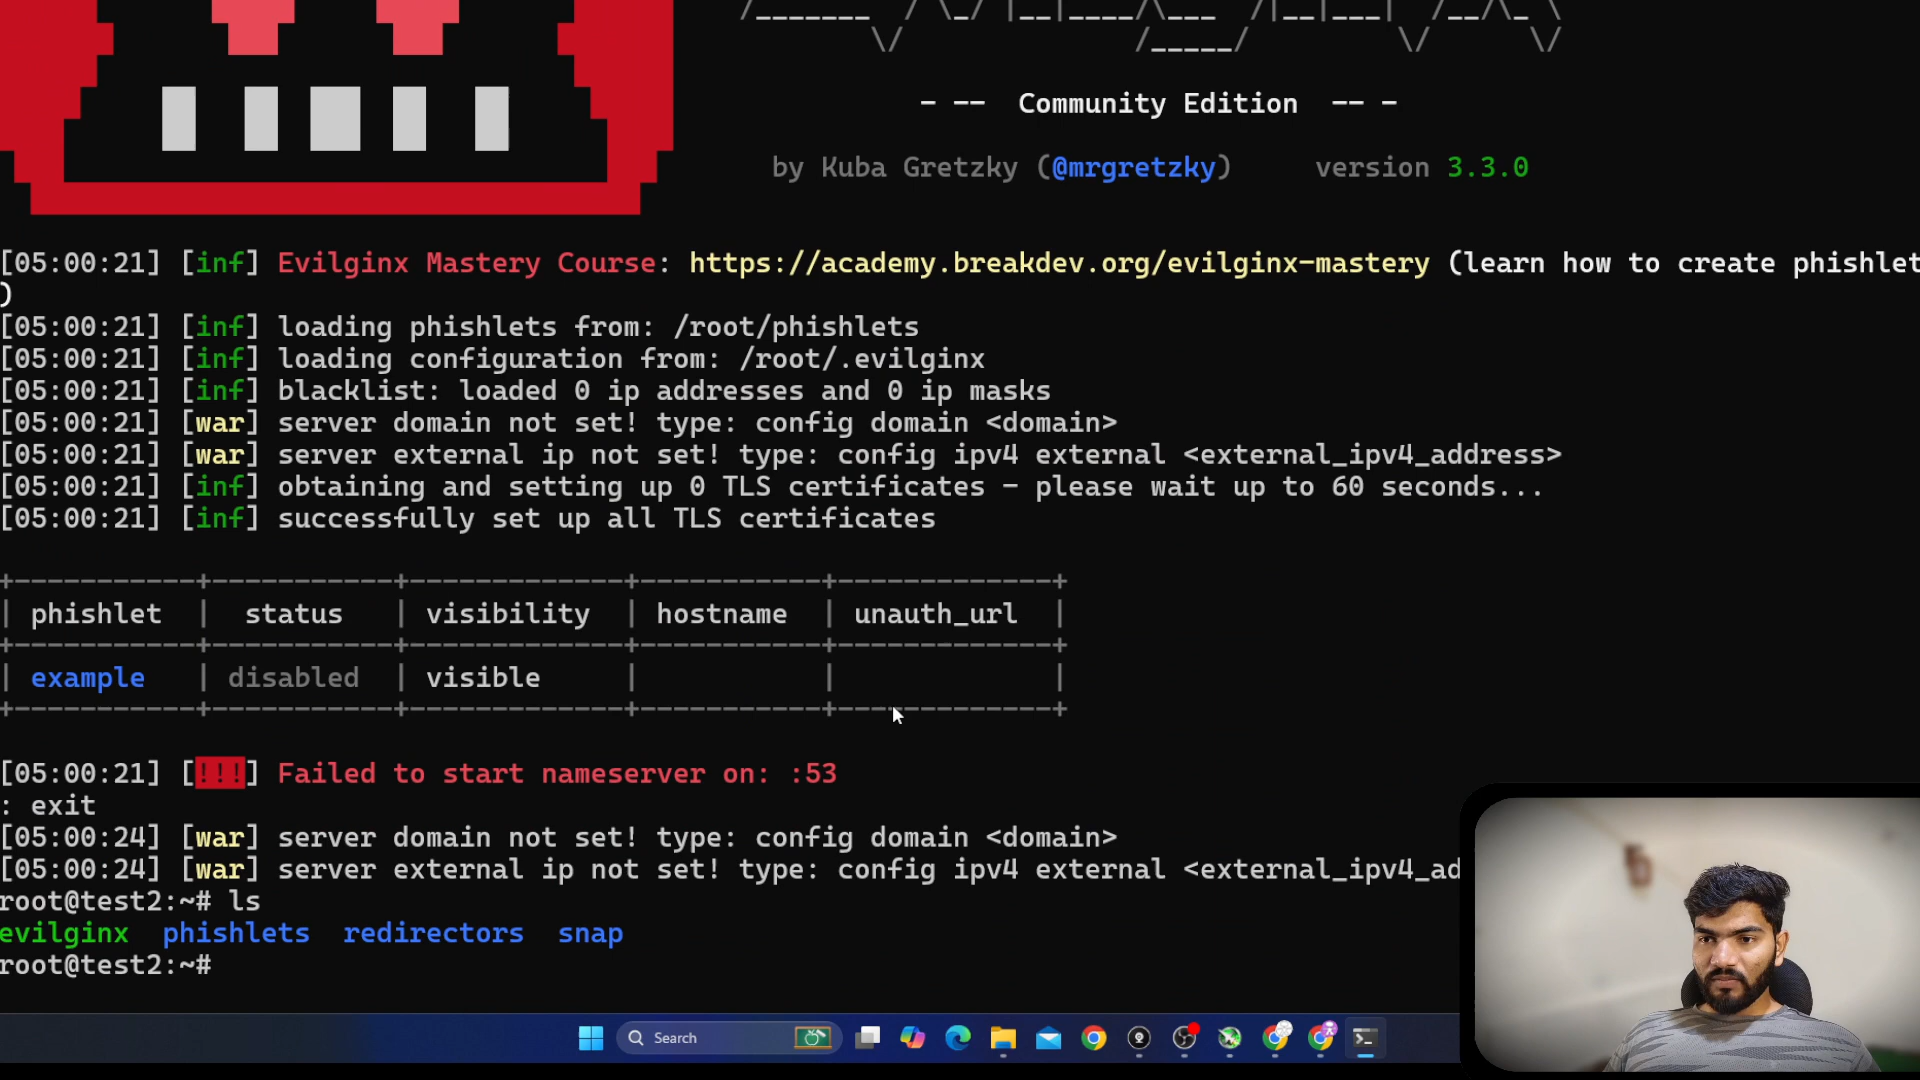 - -- Community Edition -- -
by Kuba Gretzky (@mrgretzky) version 3.3.0
[05:00:21] [inf] Evilginx Mastery Course: https://academy.breakdev.org/evilginx-mastery (learn how to create phishlet
)
[05:00:21] [inf] loading phishlets from: /root/phishlets
[05:00:21] [inf] loading configuration from: /root/.evilginx
[05:00:21] [inf] blacklist: loaded 0 ip addresses and 0 ip masks
[05:00:21] [war] server domain not set! type: config domain <domain>
[05:00:21] [war] server external ip not set! type: config ipv4 external <external_ipv4_address>
[05:00:21] [inf] obtaining and setting up 0 TLS certificates - please wait up to 60 seconds...
[05:00:21] [inf] successfully set up all TLS certificates
+-----------+-----------+-------------+-----------+-------------+
| phishlet | status | visibility | hostname | unauth_url |
+-----------+-----------+-------------+-----------+-------------+
| example | disabled | visible | | |
+-----------+-----------+-------------+-----------+-------------+
[05:00:21] [!!!] Failed to start nameserver on: :53
: exit
[05:00:24] [war] server domain not set! type: config domain <domain>
[05:00:24] [war] server external ip not set! type: config ipv4 external <external_ipv4_ad
root@test2:~# ls
evilginx phishlets redirectors snap
root@test2:~#
Search